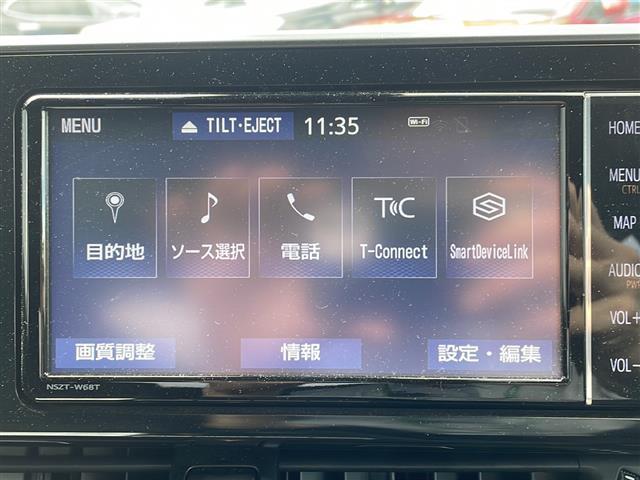 MENU
TILT・EJECT
11:35
Wi-Fi
目的地
ソース選択
電話
T-Connect
SmartDeviceLink
画質調整
情報
設定・編集
NSZT-W68T
HOME
MENU
CTRL
MAP
AUDIO
VOL+
VOL-